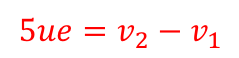 5ue = v₂ − v₁